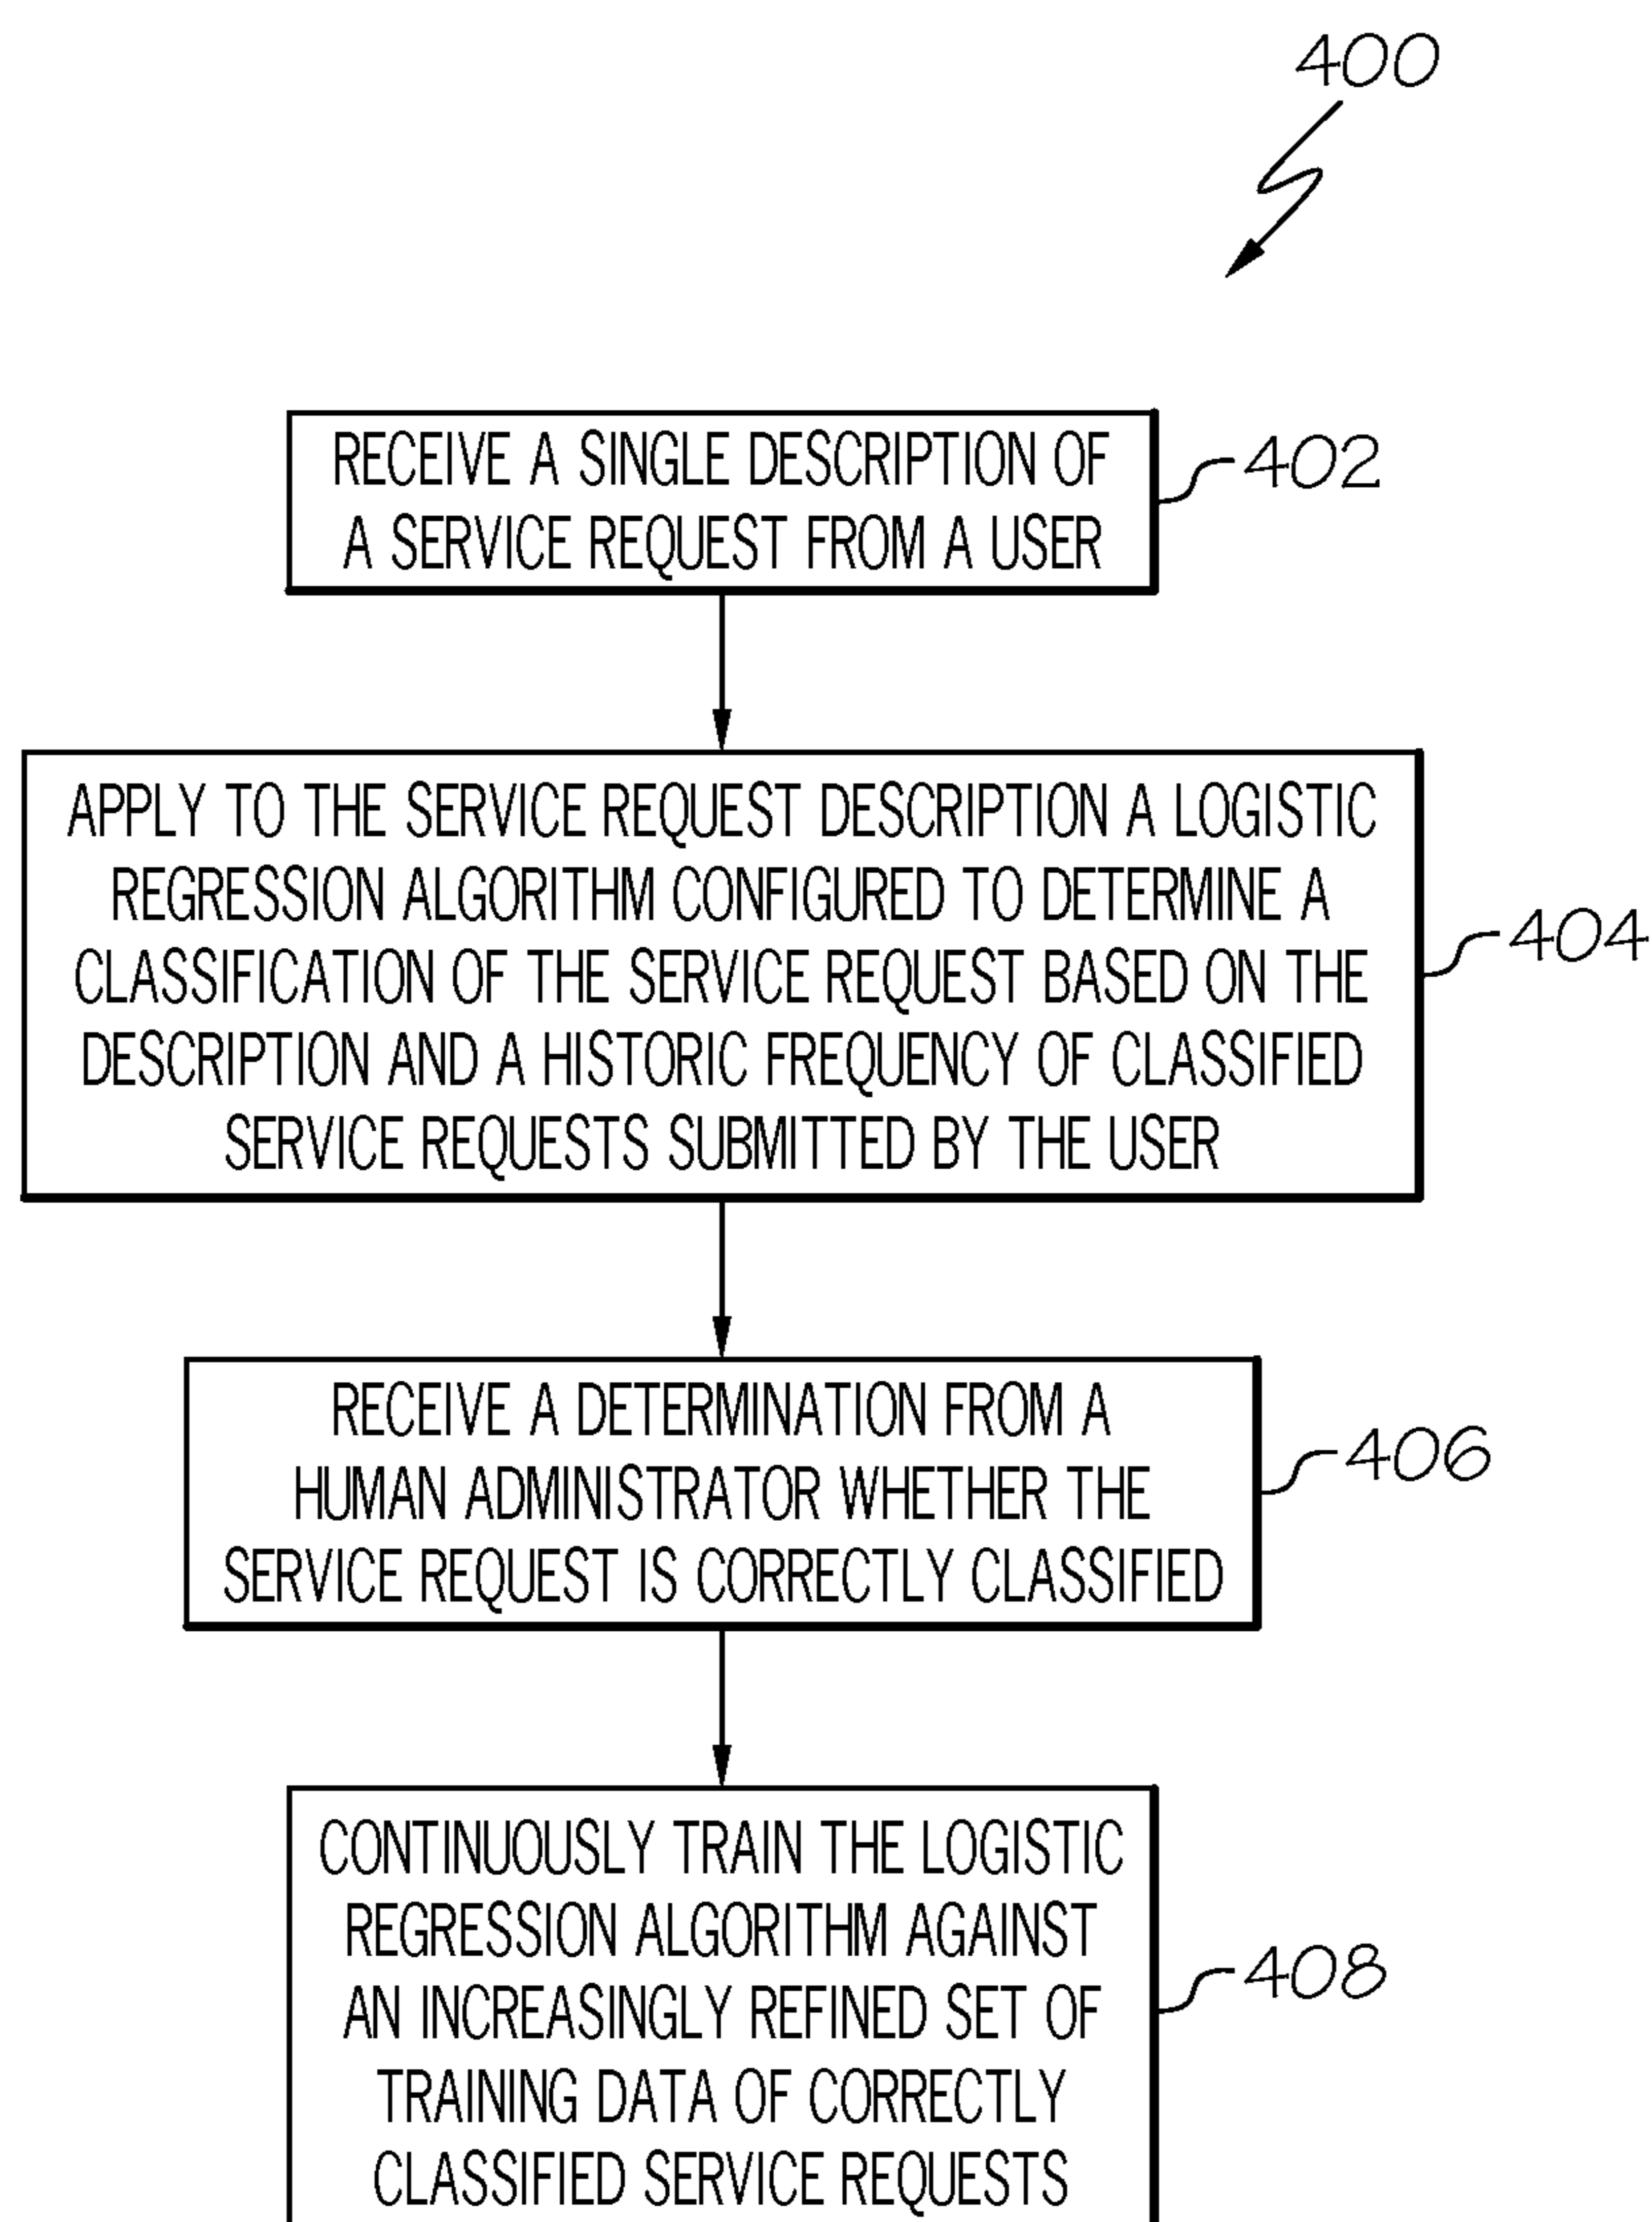 400
RECEIVE A SINGLE DESCRIPTION OF
A SERVICE REQUEST FROM A USER
402
APPLY TO THE SERVICE REQUEST DESCRIPTION A LOGISTIC
REGRESSION ALGORITHM CONFIGURED TO DETERMINE A
CLASSIFICATION OF THE SERVICE REQUEST BASED ON THE
DESCRIPTION AND A HISTORIC FREQUENCY OF CLASSIFIED
SERVICE REQUESTS SUBMITTED BY THE USER
404
RECEIVE A DETERMINATION FROM A
HUMAN ADMINISTRATOR WHETHER THE
SERVICE REQUEST IS CORRECTLY CLASSIFIED
406
CONTINUOUSLY TRAIN THE LOGISTIC
REGRESSION ALGORITHM AGAINST
AN INCREASINGLY REFINED SET OF
TRAINING DATA OF CORRECTLY
CLASSIFIED SERVICE REQUESTS
408